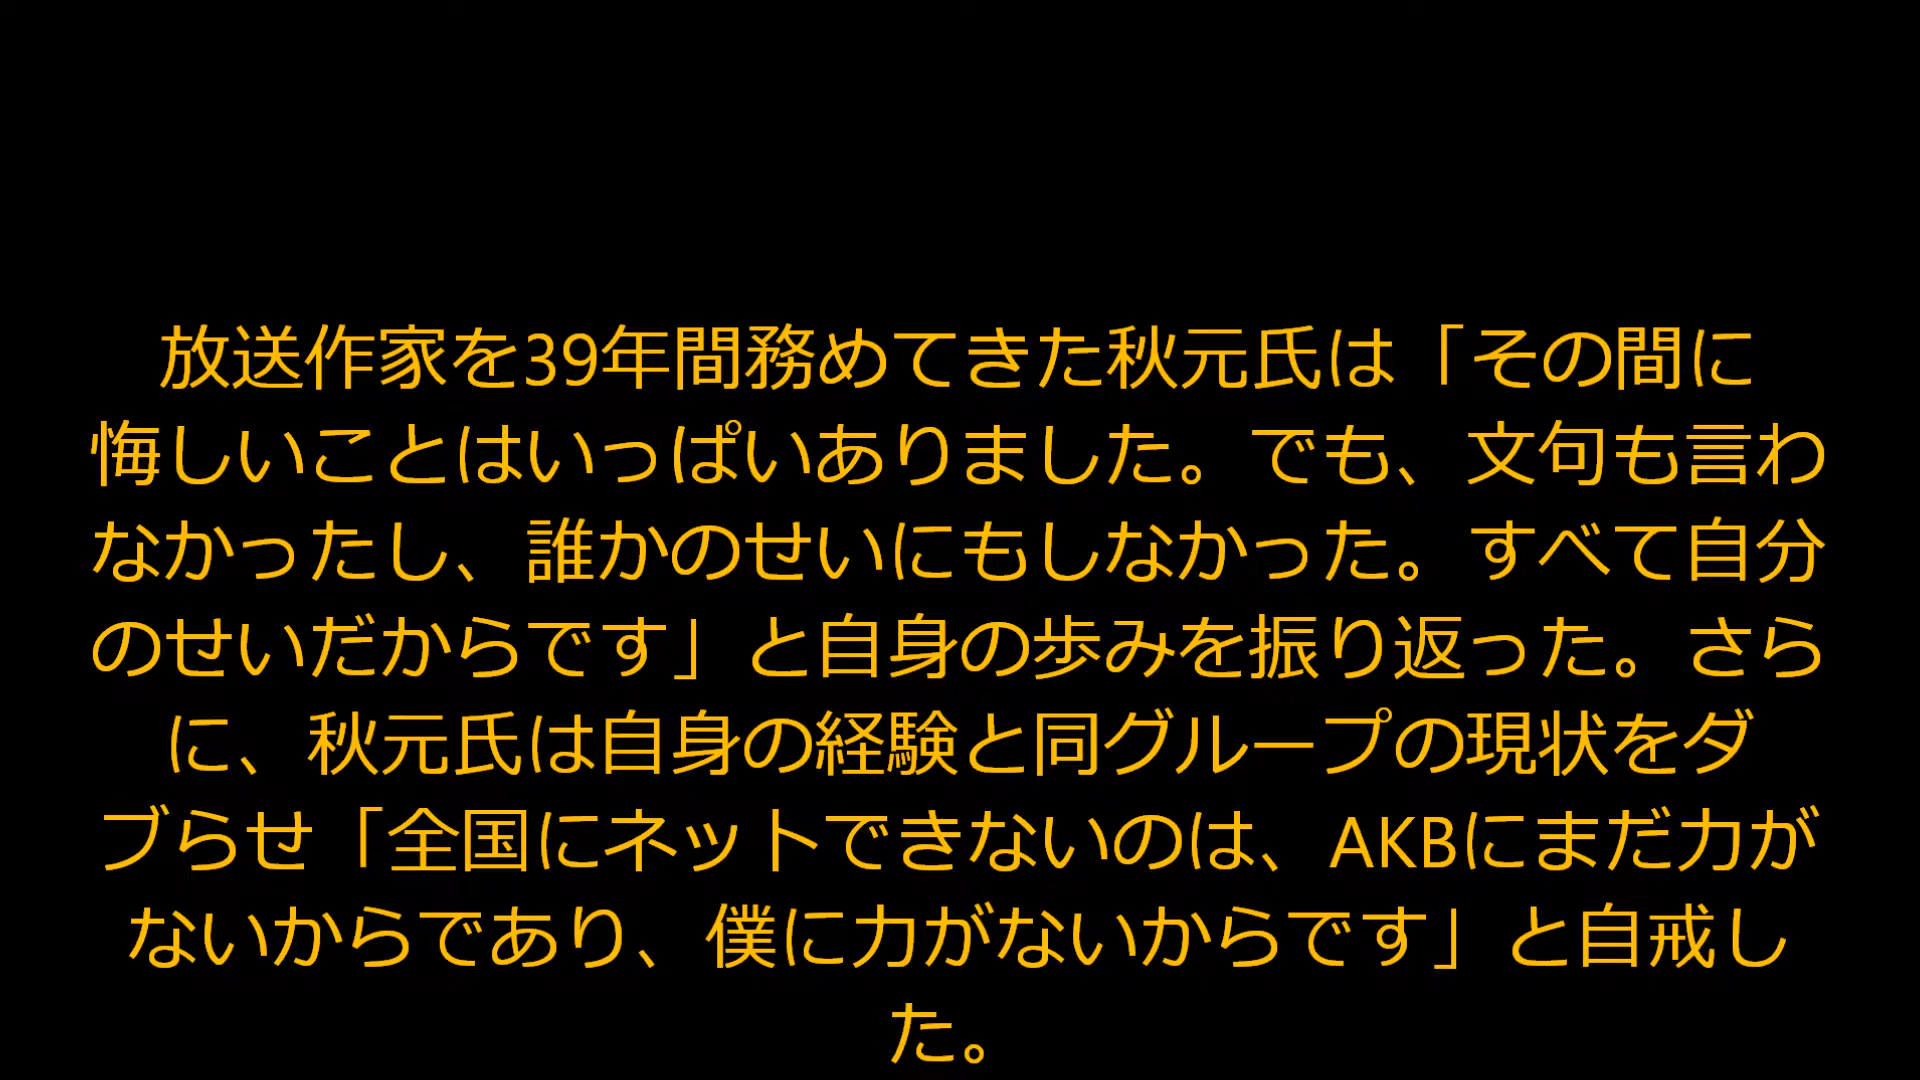 放送作家を39年間務めてきた秋元氏は「その間に
悔しいことはいっぱいありました。でも、文句も言わ
なかったし、誰かのせいにもしなかった。すべて自分
のせいだからです」と自身の歩みを振り返った。さら
に、秋元氏は自身の経験と同グループの現状をダ
ブらせ「全国にネットできないのは、AKBにまだ力が
ないからであり、僕に力がないからです」と自戒し
た。